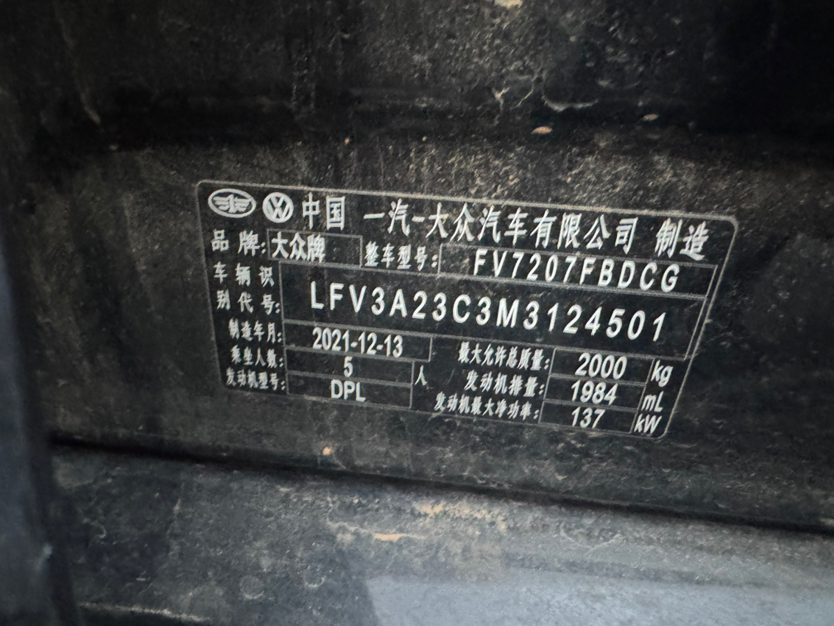 中国 一汽-大众汽车有限公司 制造
品牌: 大众牌 整车型号: FV7207FBDCG
车辆识别代号: LFV3A23C3M3124501
制造年月: 2021-12-13 最大允许总质量: 2000 kg
乘坐人数: 5 人 发动机排量: 1984 mL
发动机型号: DPL 发动机最大净功率: 137 kW